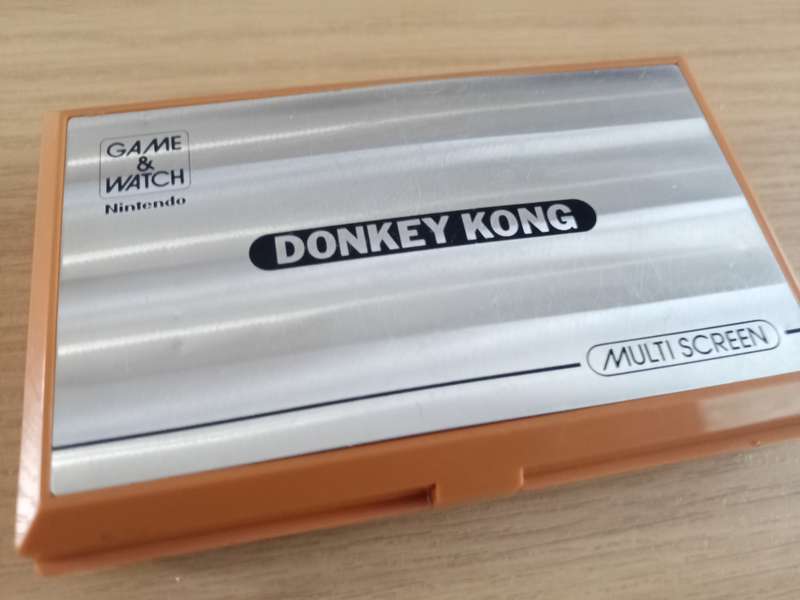 GAME
&
WATCH
Nintendo
DONKEY KONG
MULTI SCREEN